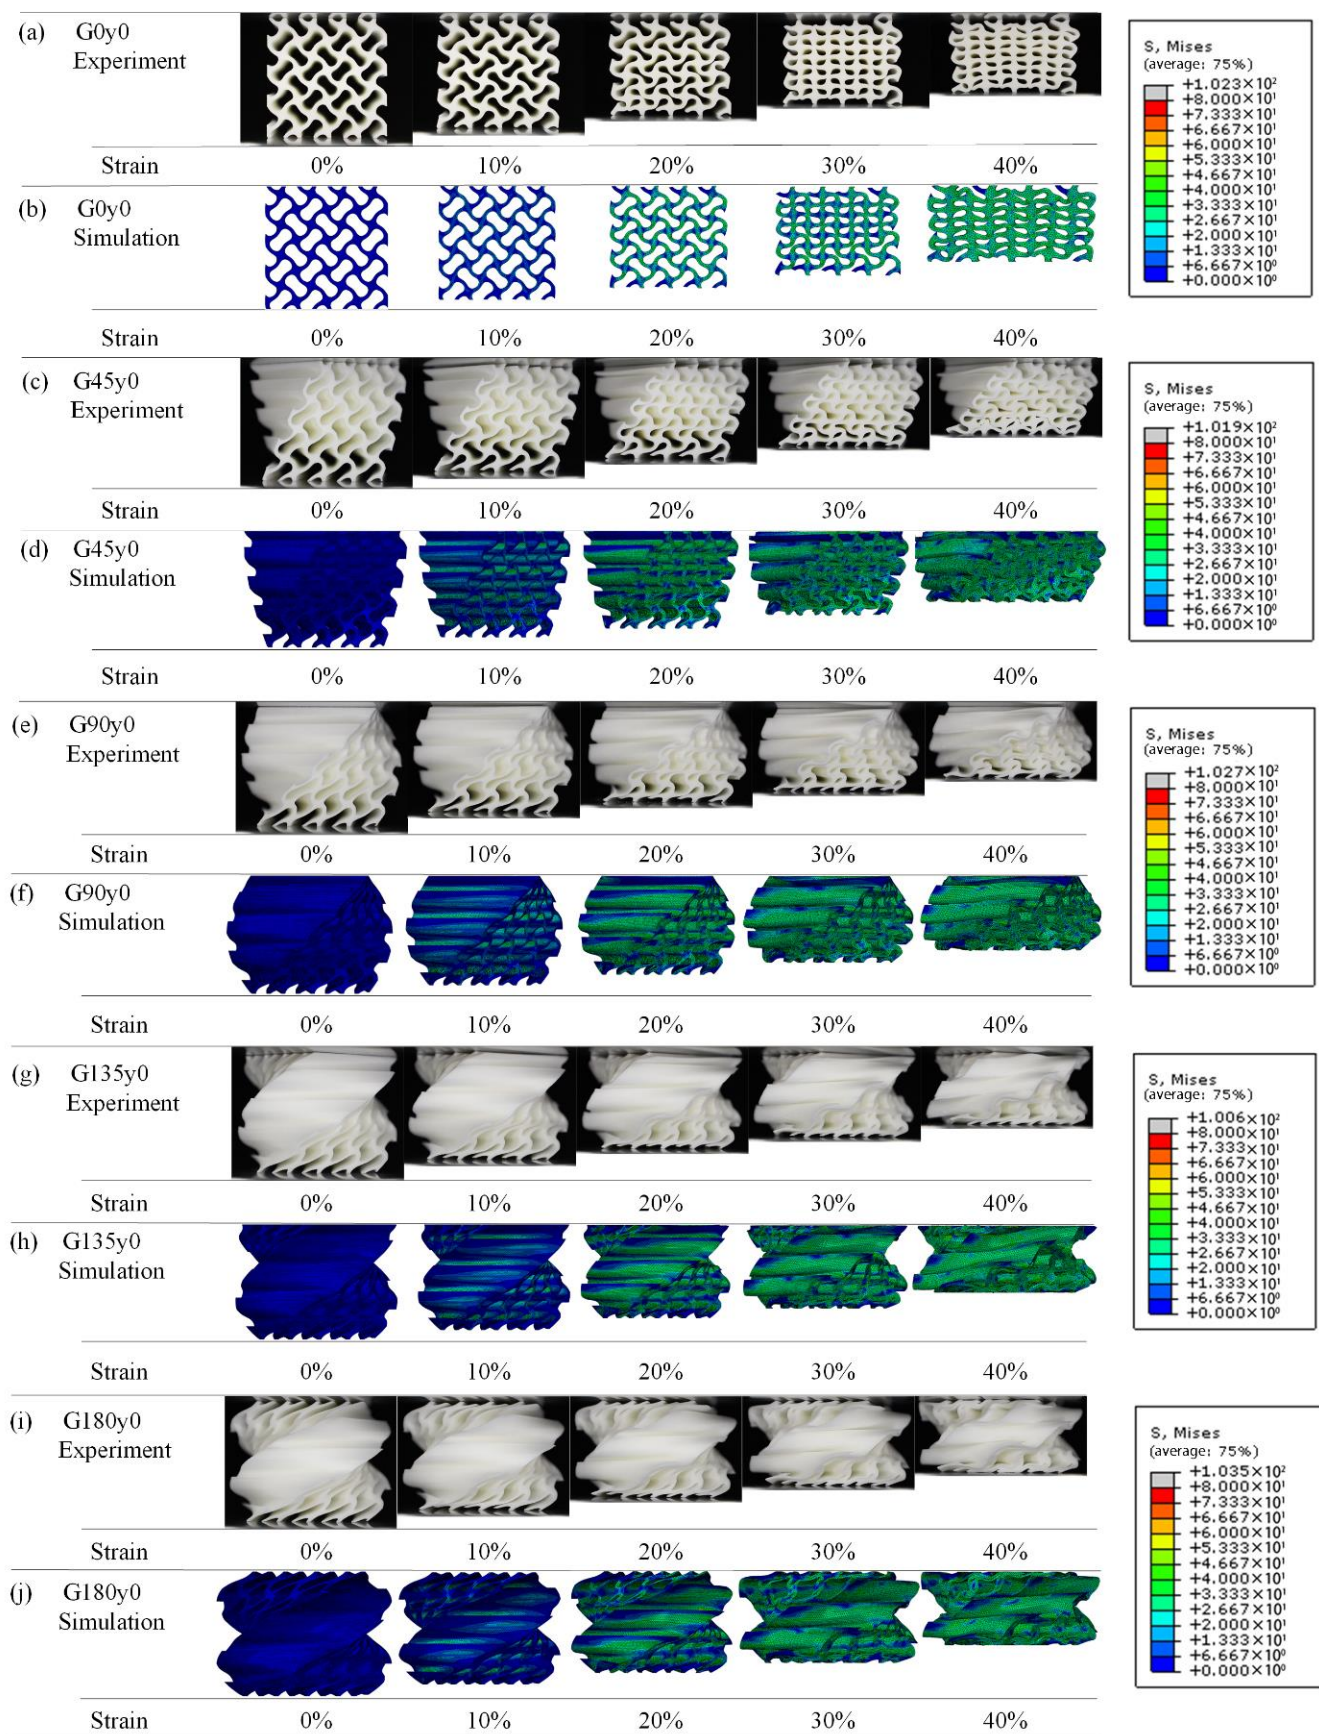 (a) G0y0
Experiment
Strain 0% 10% 20% 30% 40%
(b) G0y0
Simulation
Strain 0% 10% 20% 30% 40%
S, Mises
(average: 75%)
+1.023×10²
+8.000×10¹
+7.333×10¹
+6.667×10¹
+6.000×10¹
+5.333×10¹
+4.667×10¹
+4.000×10¹
+3.333×10¹
+2.667×10¹
+2.000×10¹
+1.333×10¹
+6.667×10⁰
+0.000×10⁰
(c) G45y0
Experiment
Strain 0% 10% 20% 30% 40%
(d) G45y0
Simulation
Strain 0% 10% 20% 30% 40%
S, Mises
(average: 75%)
+1.019×10²
+8.000×10¹
+7.333×10¹
+6.667×10¹
+6.000×10¹
+5.333×10¹
+4.667×10¹
+4.000×10¹
+3.333×10¹
+2.667×10¹
+2.000×10¹
+1.333×10¹
+6.667×10⁰
+0.000×10⁰
(e) G90y0
Experiment
Strain 0% 10% 20% 30% 40%
(f) G90y0
Simulation
Strain 0% 10% 20% 30% 40%
S, Mises
(average: 75%)
+1.027×10²
+8.000×10¹
+7.333×10¹
+6.667×10¹
+6.000×10¹
+5.333×10¹
+4.667×10¹
+4.000×10¹
+3.333×10¹
+2.667×10¹
+2.000×10¹
+1.333×10¹
+6.667×10⁰
+0.000×10⁰
(g) G135y0
Experiment
Strain 0% 10% 20% 30% 40%
(h) G135y0
Simulation
Strain 0% 10% 20% 30% 40%
S, Mises
(average: 75%)
+1.006×10²
+8.000×10¹
+7.333×10¹
+6.667×10¹
+6.000×10¹
+5.333×10¹
+4.667×10¹
+4.000×10¹
+3.333×10¹
+2.667×10¹
+2.000×10¹
+1.333×10¹
+6.667×10⁰
+0.000×10⁰
(i) G180y0
Experiment
Strain 0% 10% 20% 30% 40%
(j) G180y0
Simulation
Strain 0% 10% 20% 30% 40%
S, Mises
(average: 75%)
+1.035×10²
+8.000×10¹
+7.333×10¹
+6.667×10¹
+6.000×10¹
+5.333×10¹
+4.667×10¹
+4.000×10¹
+3.333×10¹
+2.667×10¹
+2.000×10¹
+1.333×10¹
+6.667×10⁰
+0.000×10⁰